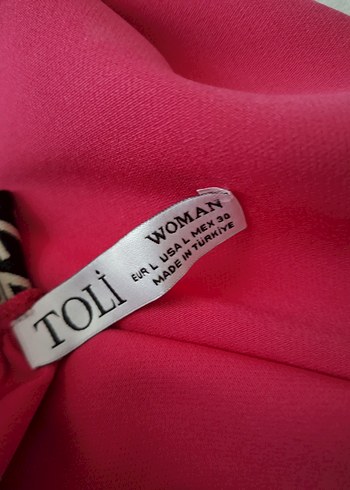 TOLİ
WOMAN
EUR L USA L MEX 30
MADE IN TÜRKİYE